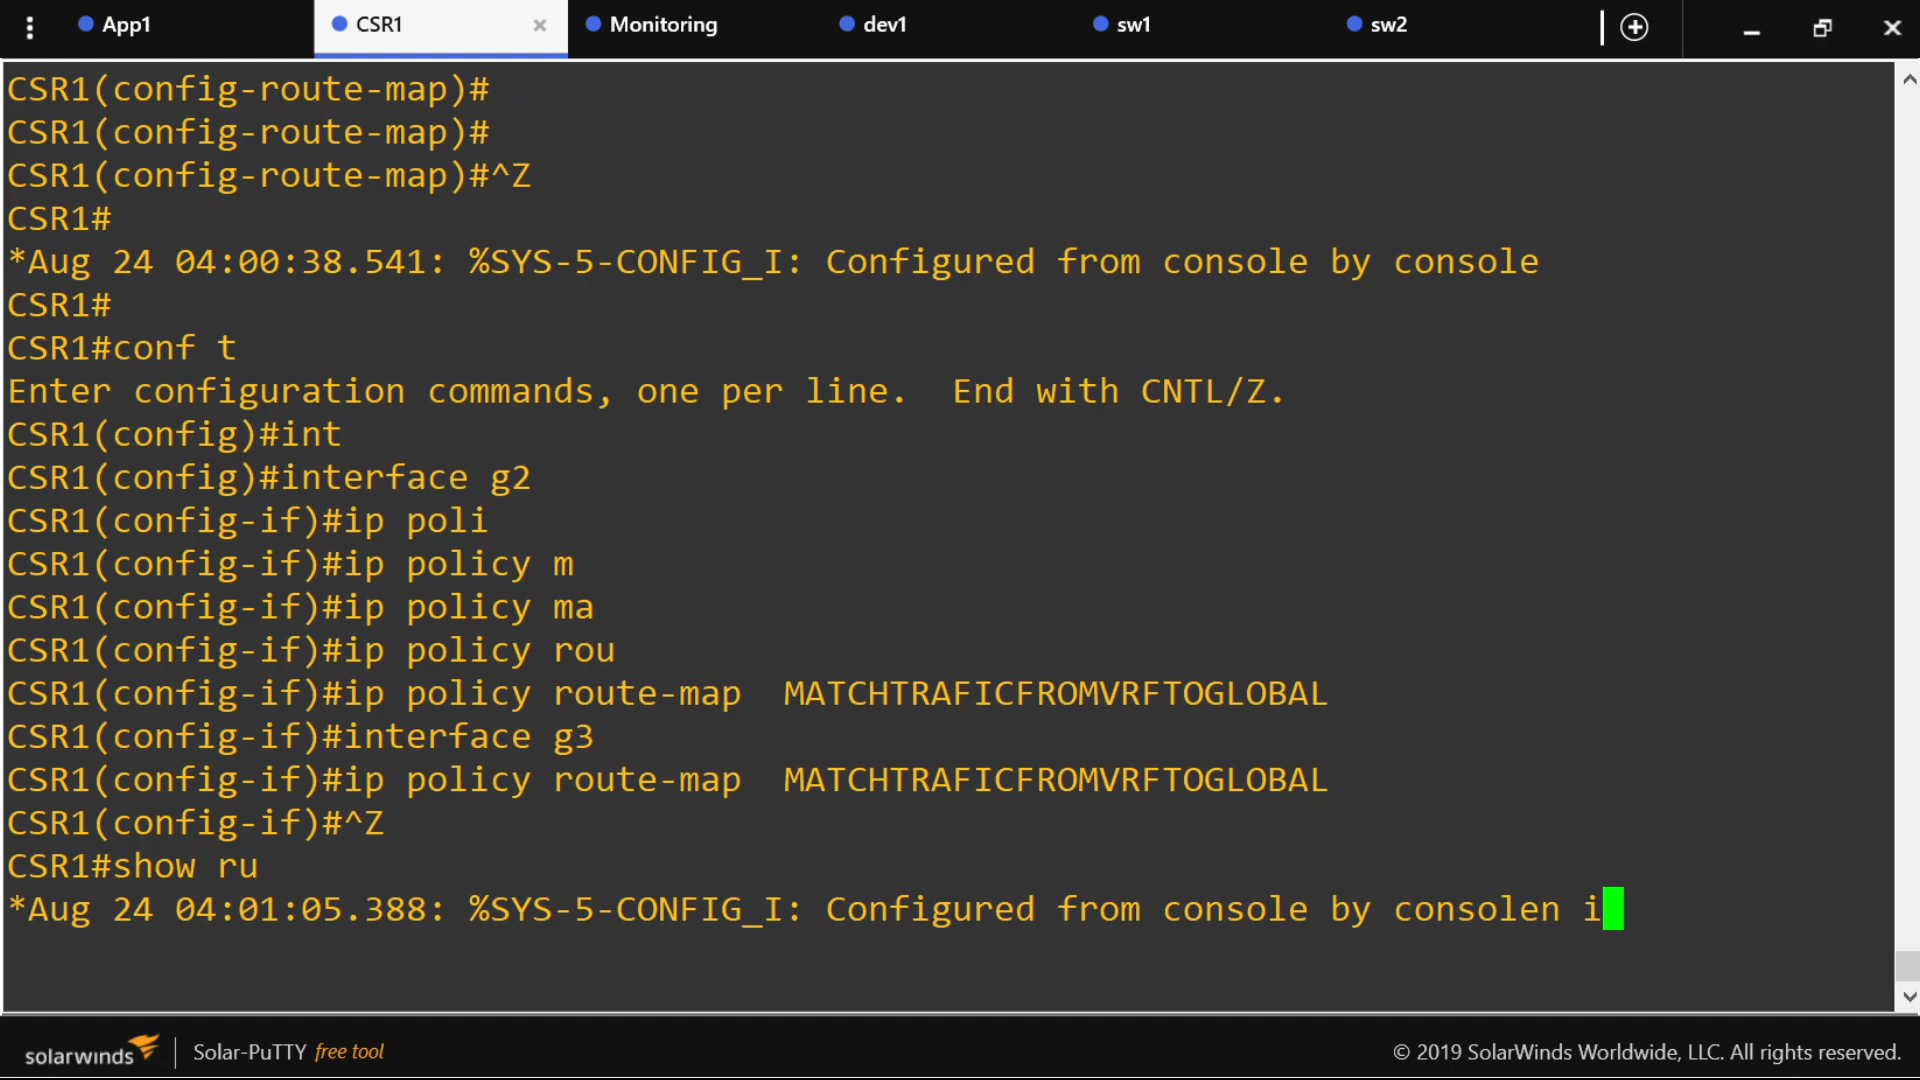 App1
CSR1
Monitoring
dev1
sw1
sw2
CSR1(config-route-map)#
CSR1(config-route-map)#
CSR1(config-route-map)#^Z
CSR1#
*Aug 24 04:00:38.541: %SYS-5-CONFIG_I: Configured from console by console
CSR1#
CSR1#conf t
Enter configuration commands, one per line.  End with CNTL/Z.
CSR1(config)#int
CSR1(config)#interface g2
CSR1(config-if)#ip poli
CSR1(config-if)#ip policy m
CSR1(config-if)#ip policy ma
CSR1(config-if)#ip policy rou
CSR1(config-if)#ip policy route-map  MATCHTRAFICFROMVRFTOGLOBAL
CSR1(config-if)#interface g3
CSR1(config-if)#ip policy route-map  MATCHTRAFICFROMVRFTOGLOBAL
CSR1(config-if)#^Z
CSR1#show ru
*Aug 24 04:01:05.388: %SYS-5-CONFIG_I: Configured from console by consolen i
solarwinds
Solar-PuTTY free tool
© 2019 SolarWinds Worldwide, LLC. All rights reserved.